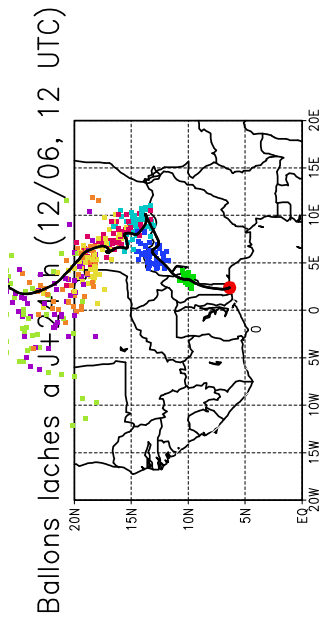 Ballons laches a J+24h (12/06, 12 UTC)
20N
15N
10N
5N
0
EQ
20W 15W 10W 5W 0 5E 10E 15E 20E